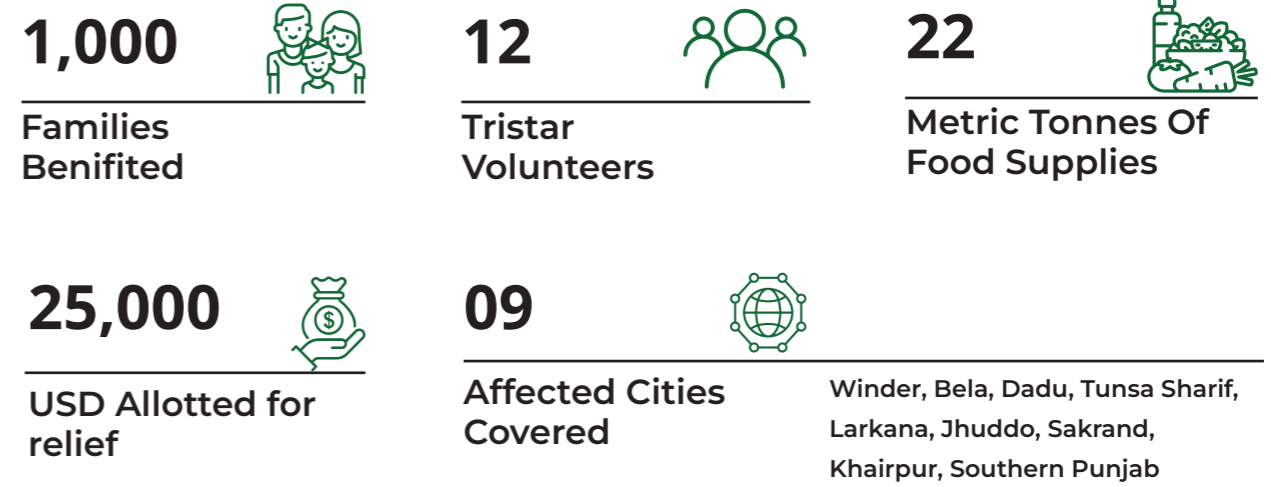 1,000
Families
Benifited
12
Tristar
Volunteers
22
Metric Tonnes Of
Food Supplies
25,000
$
USD Allotted for
relief
09
Affected Cities
Covered
Winder, Bela, Dadu, Tunsa Sharif,
Larkana, Jhuddo, Sakrand,
Khairpur, Southern Punjab